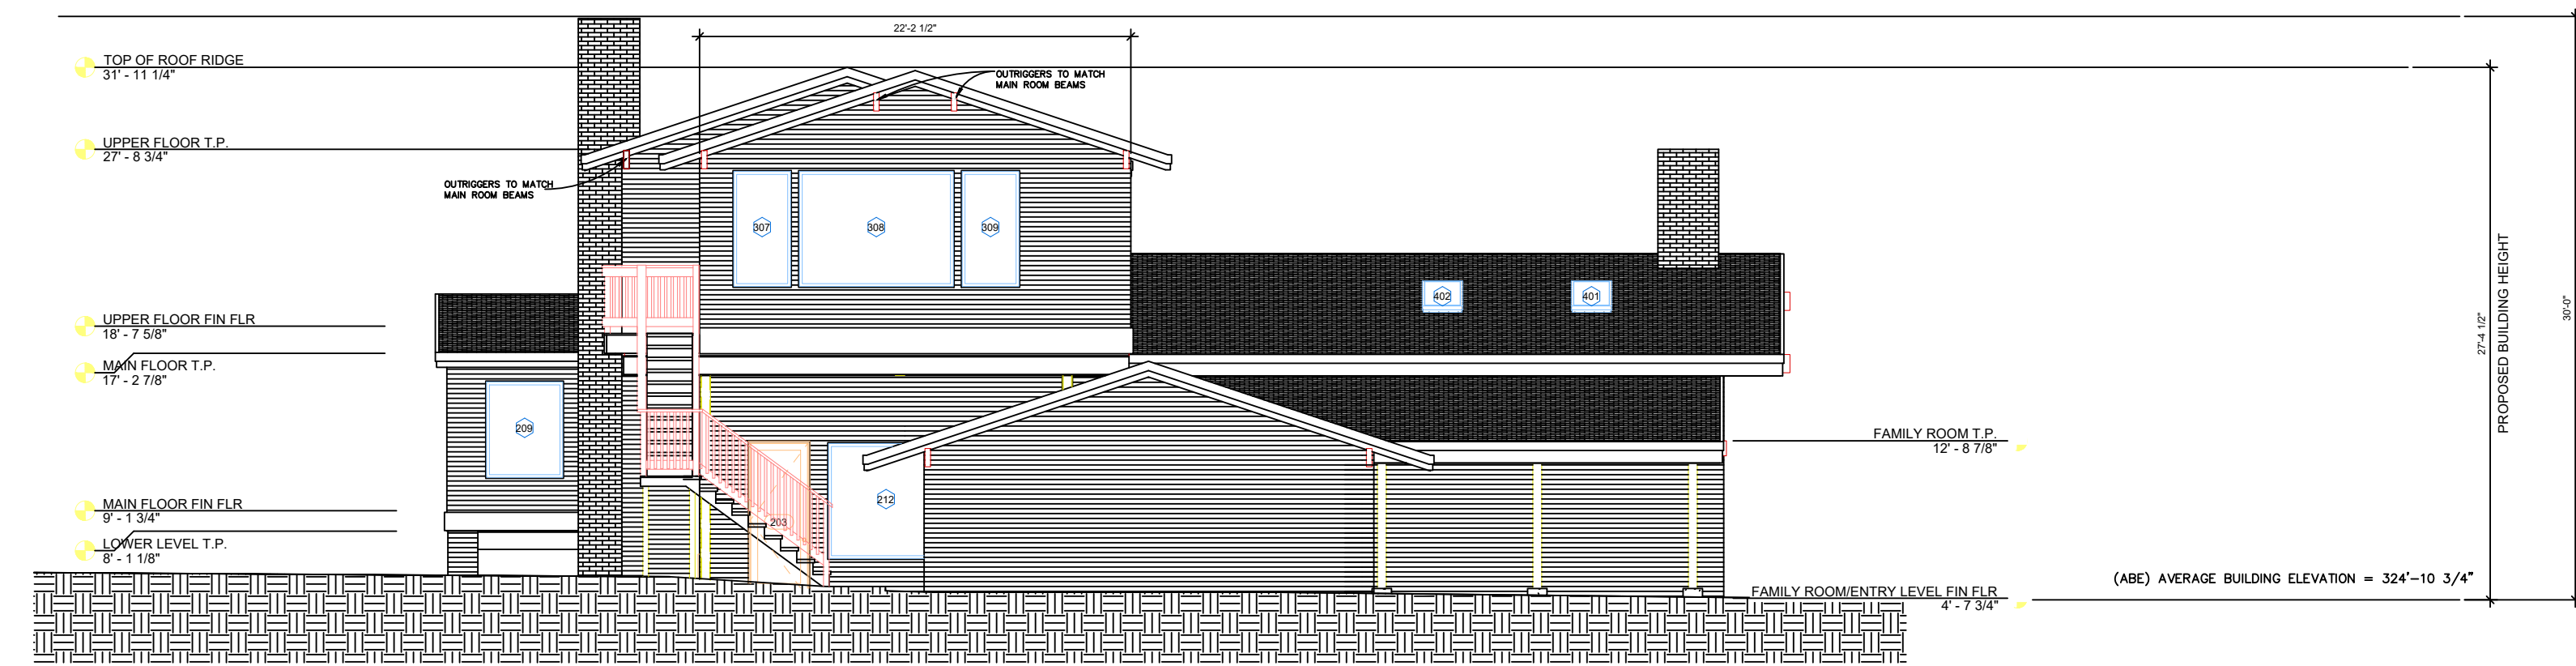 22'-2 1/2"
TOP OF ROOF RIDGE
31' - 11 1/4"
OUTRIGGERS TO MATCH
MAIN ROOM BEAMS
UPPER FLOOR T.P.
27' - 8 3/4"
OUTRIGGERS TO MATCH
MAIN ROOM BEAMS
307
308
309
402
401
UPPER FLOOR FIN FLR
18' - 7 5/8"
MAIN FLOOR T.P.
17' - 2 7/8"
209
212
203
MAIN FLOOR FIN FLR
9' - 1 3/4"
LOWER LEVEL T.P.
8' - 1 1/8"
FAMILY ROOM T.P.
12' - 8 7/8"
FAMILY ROOM/ENTRY LEVEL FIN FLR
4' - 7 3/4"
(ABE) AVERAGE BUILDING ELEVATION = 324'-10 3/4"
27'-4 1/2"
PROPOSED BUILDING HEIGHT
30'-0"